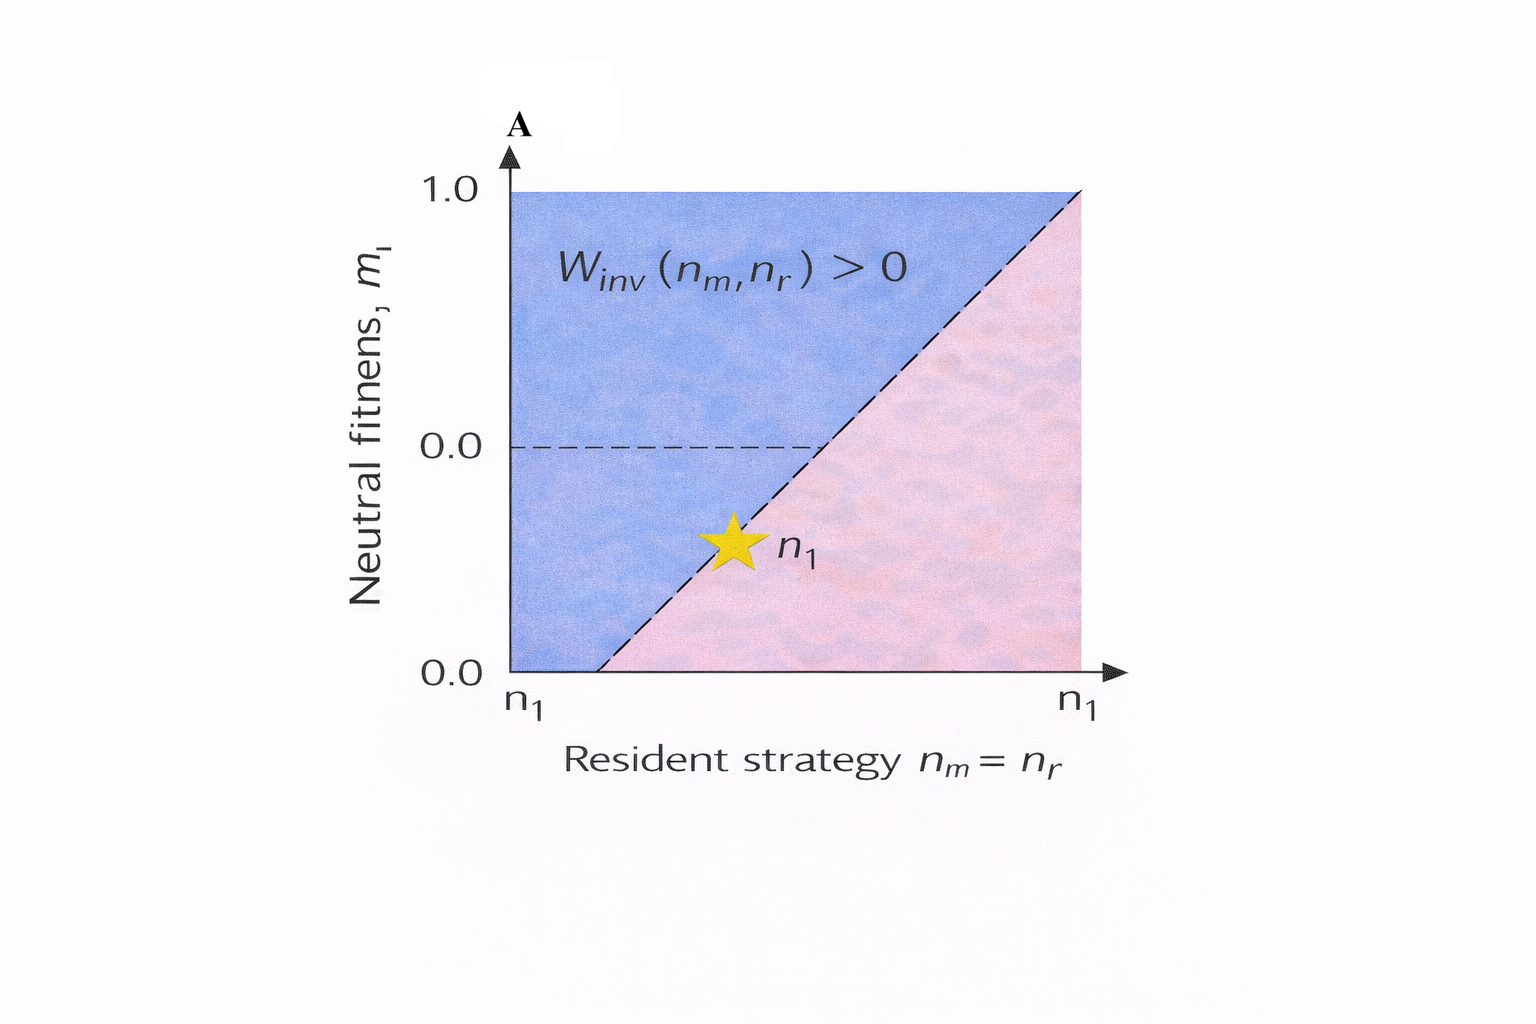 A
1.0
W_inv (n_m, n_r) > 0
Neutral fitnens, m_ı
0.0
n_1
0.0
n_1 n_1
Resident strategy n_m = n_r